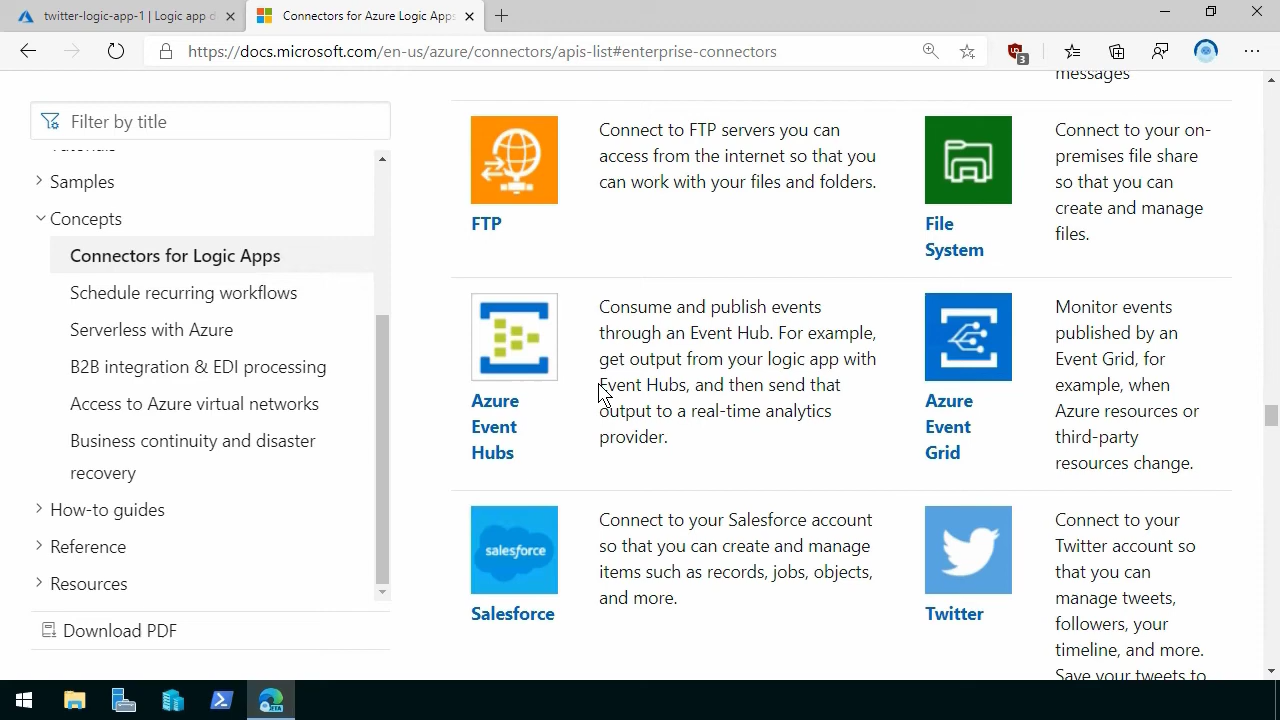 twitter-logic-app-1 | Logic app d
Connectors for Azure Logic Apps
https://docs.microsoft.com/en-us/azure/connectors/apis-list#enterprise-connectors
3
Filter by title
Tutorials
Samples
Concepts
Connectors for Logic Apps
Schedule recurring workflows
Serverless with Azure
B2B integration & EDI processing
Access to Azure virtual networks
Business continuity and disaster
recovery
How-to guides
Reference
Resources
Download PDF
messages
FTP
Connect to FTP servers you can
access from the internet so that you
can work with your files and folders.
File
System
Connect to your on-
premises file share
so that you can
create and manage
files.
Azure
Event
Hubs
Consume and publish events
through an Event Hub. For example,
get output from your logic app with
Event Hubs, and then send that
output to a real-time analytics
provider.
Azure
Event
Grid
Monitor events
published by an
Event Grid, for
example, when
Azure resources or
third-party
resources change.
salesforce
Salesforce
Connect to your Salesforce account
so that you can create and manage
items such as records, jobs, objects,
and more.
Twitter
Connect to your
Twitter account so
that you can
manage tweets,
followers, your
timeline, and more.
Save your tweets to
BETA